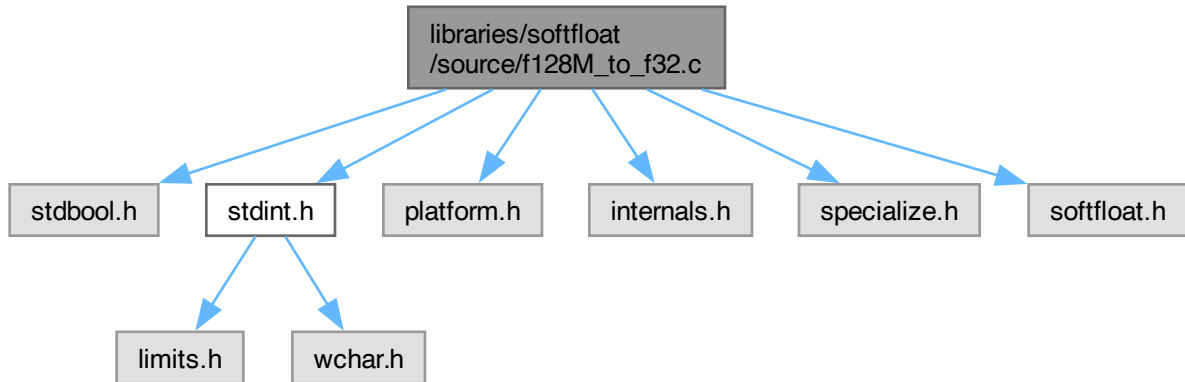 libraries/softfloat
/source/f128M_to_f32.c
stdbool.h
stdint.h
platform.h
internals.h
specialize.h
softfloat.h
limits.h
wchar.h